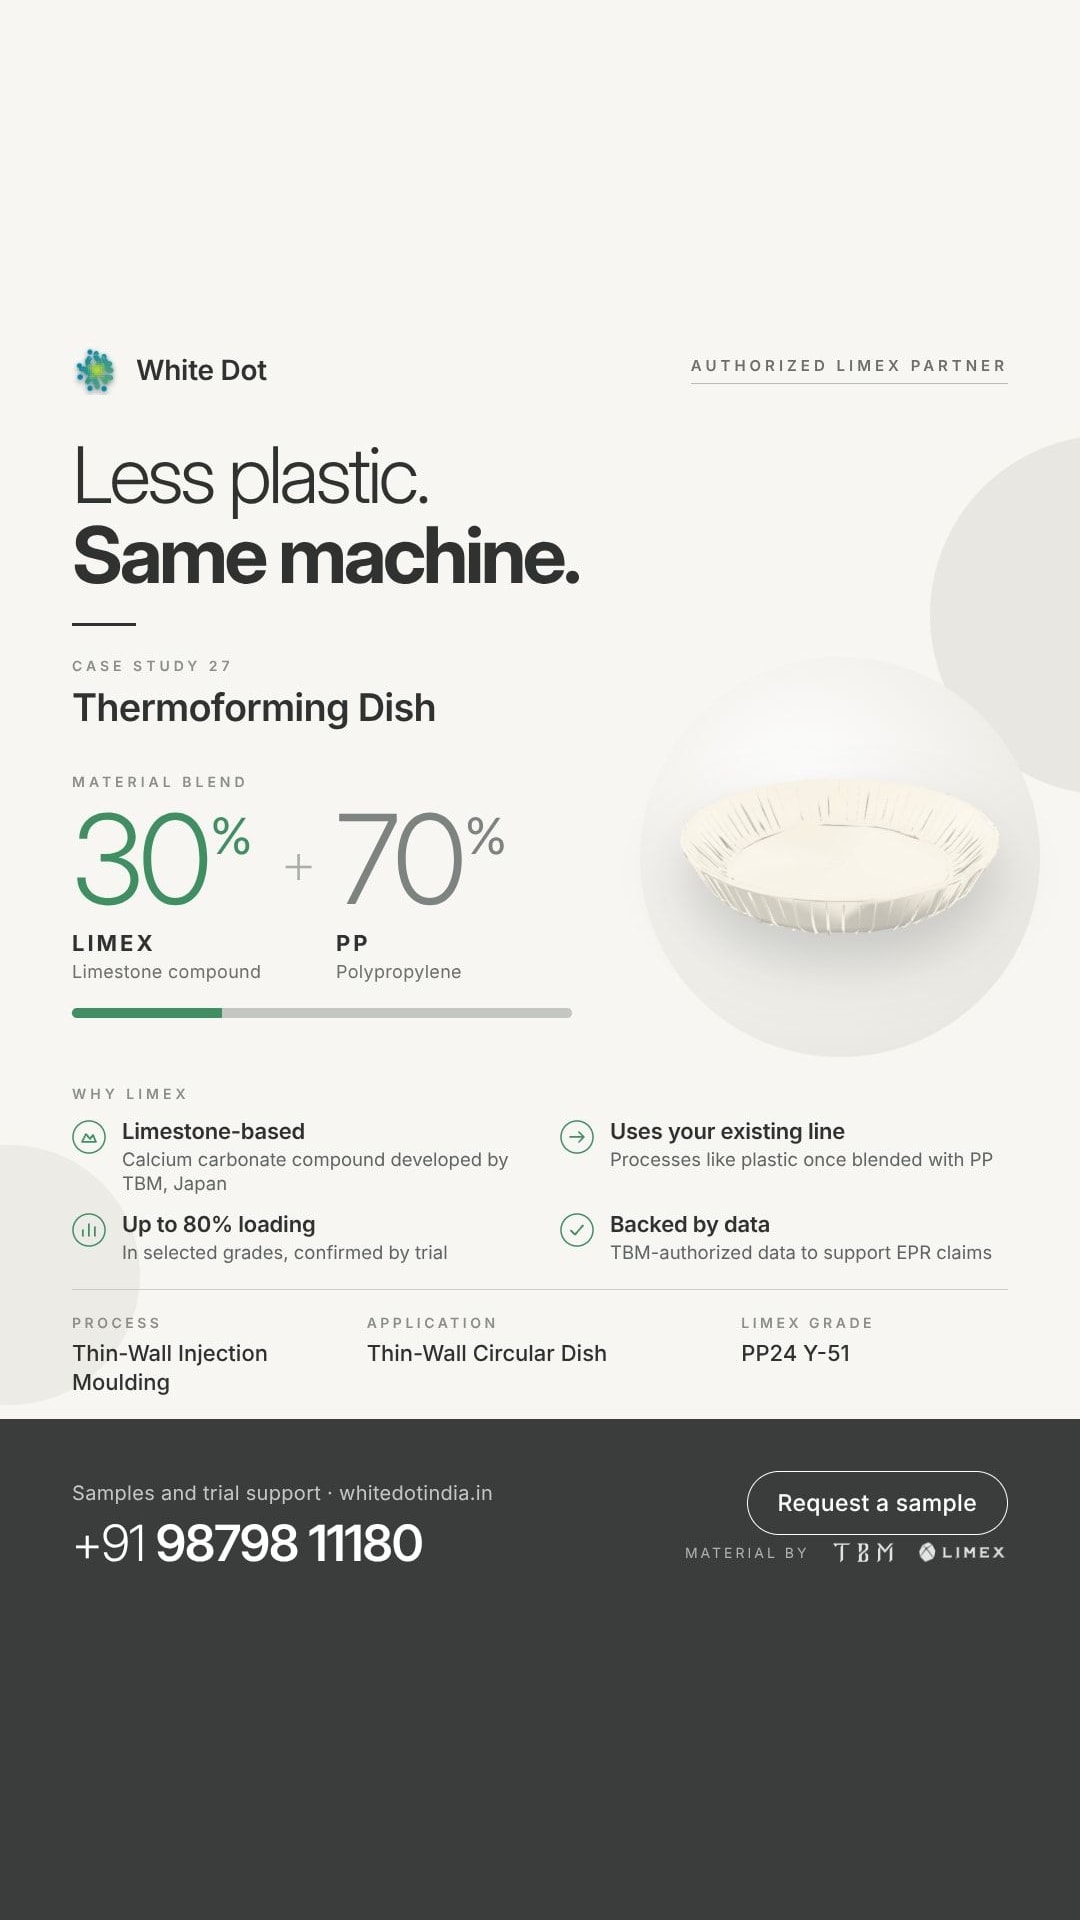 White Dot
AUTHORIZED LIMEX PARTNER
Less plastic.
Same machine.
CASE STUDY 27
Thermoforming Dish
MATERIAL BLEND
30% + 70%
LIMEX
Limestone compound
PP
Polypropylene
WHY LIMEX
Limestone-based
Calcium carbonate compound developed by
TBM, Japan
Uses your existing line
Processes like plastic once blended with PP
Up to 80% loading
In selected grades, confirmed by trial
Backed by data
TBM-authorized data to support EPR claims
PROCESS
Thin-Wall Injection
Moulding
APPLICATION
Thin-Wall Circular Dish
LIMEX GRADE
PP24 Y-51
Samples and trial support · whitedotindia.in
+91 98798 11180
Request a sample
MATERIAL BY TBM LIMEX